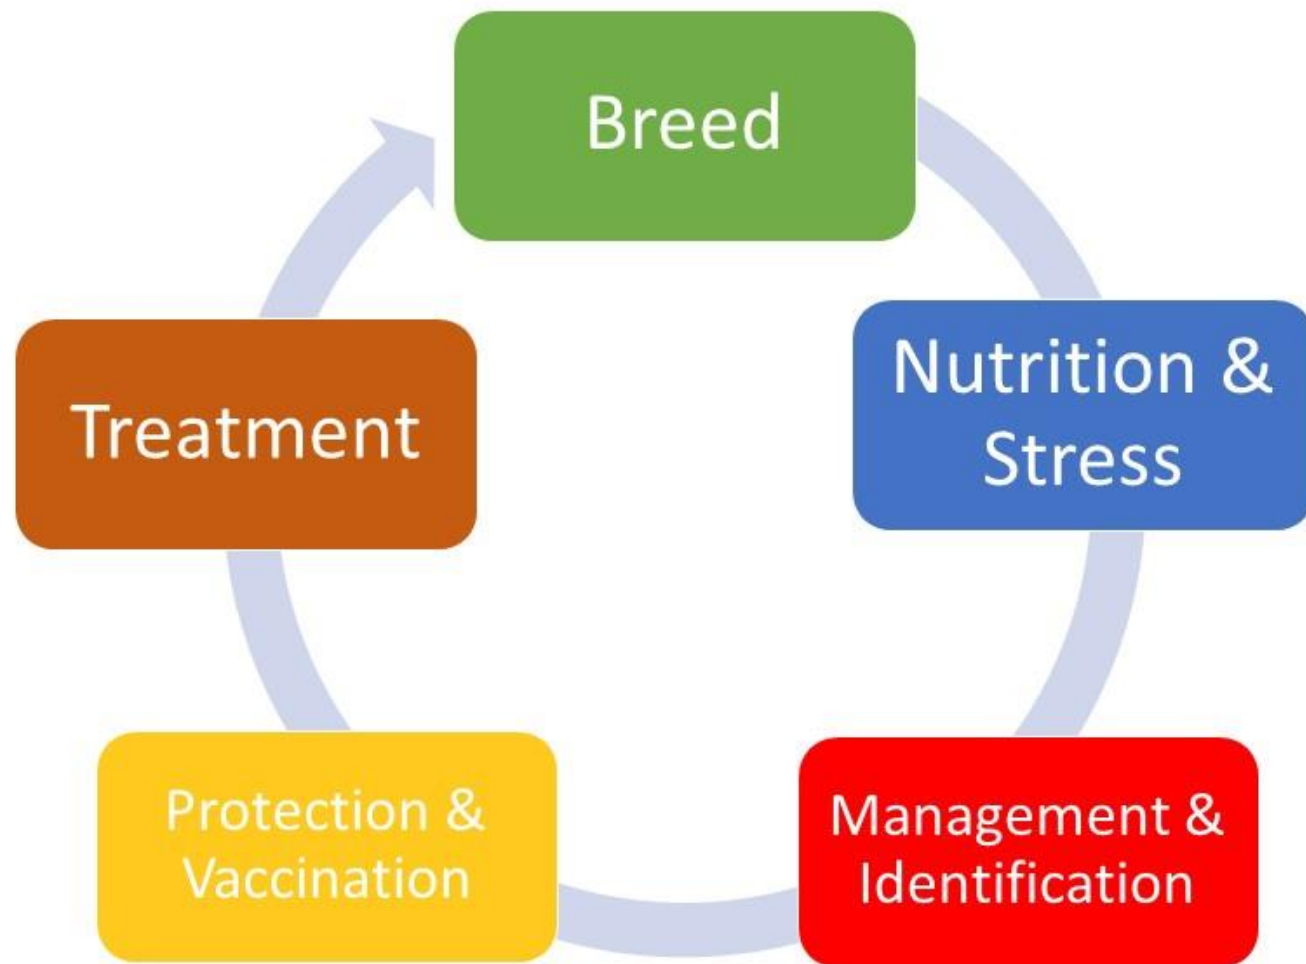 Breed
Nutrition &
Stress
Management &
Identification
Protection &
Vaccination
Treatment